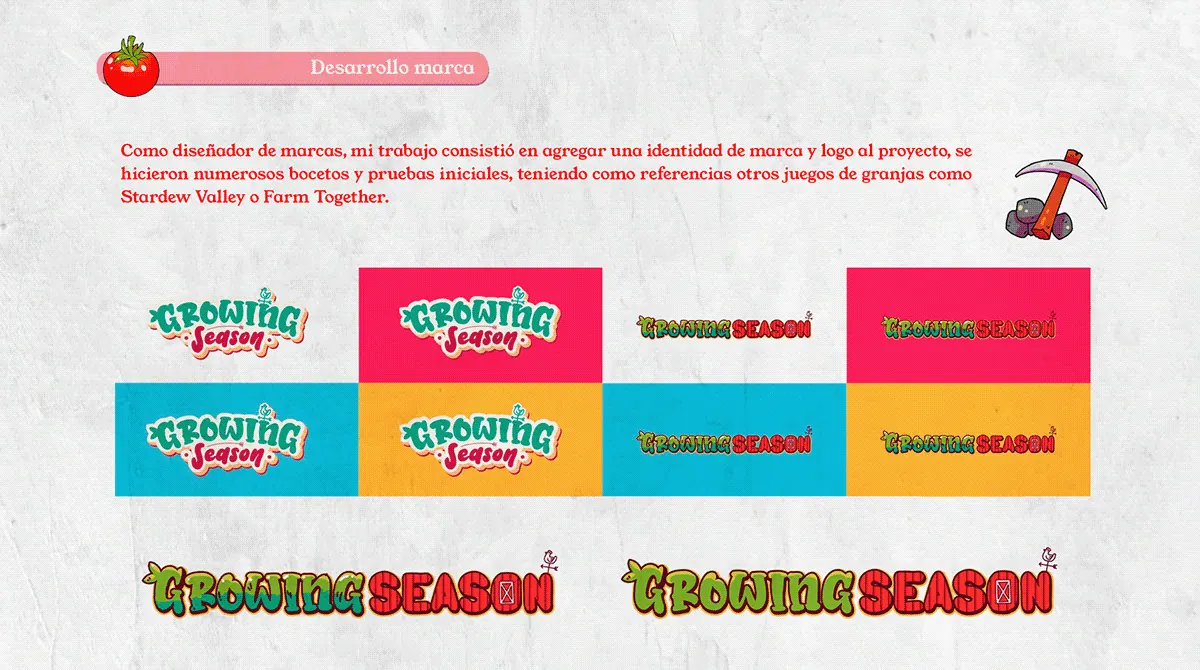 Desarrollo marca
Como diseñador de marcas, mi trabajo consistió en agregar una identidad de marca y logo al proyecto, se
hicieron numerosos bocetos y pruebas iniciales, teniendo como referencias otros juegos de granjas como
Stardew Valley o Farm Together.
GROWING
Season
GROWING
Season
GROWING SEASON
GROWING SEASON
GROWING
Season
GROWING
Season
GROWING SEASON
GROWING SEASON
GROWING SEASON
GROWING SEASON